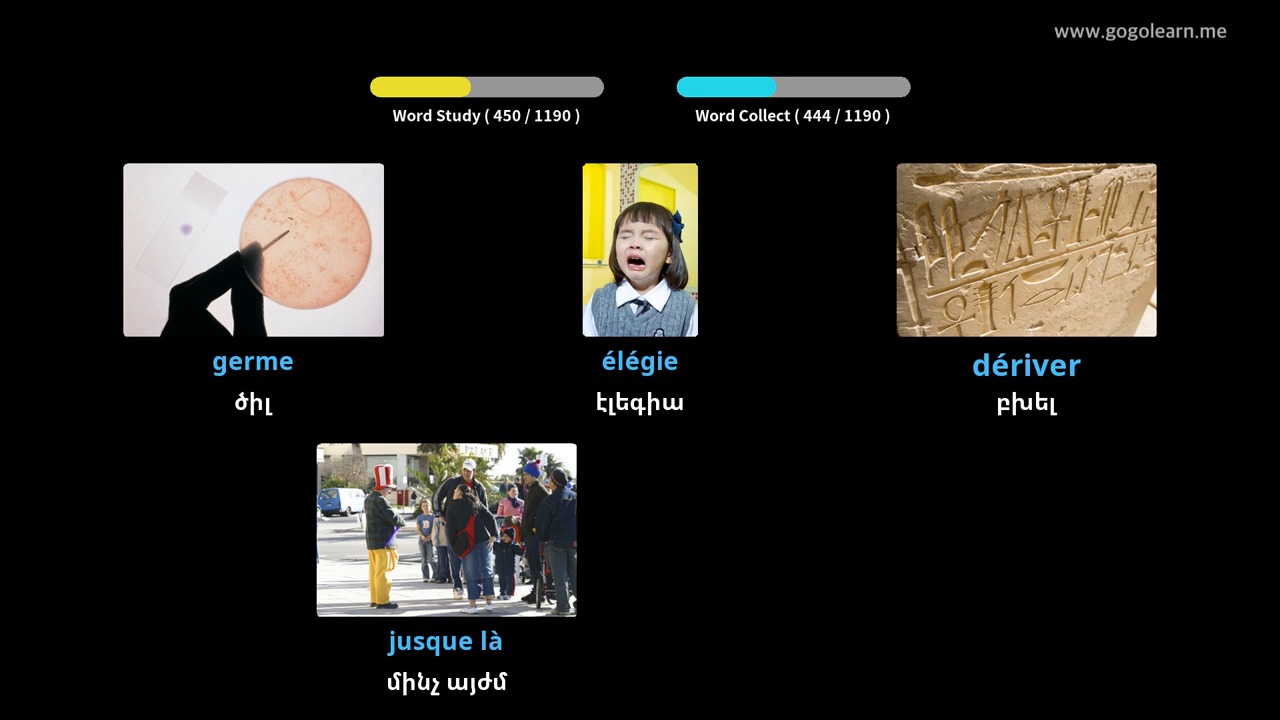 www.gogolearn.me
Word Study ( 450 / 1190 )
Word Collect ( 444 / 1190 )
germe
ծիլ
élégie
էլեգիա
dériver
բխել
jusque là
մինչ այժմ